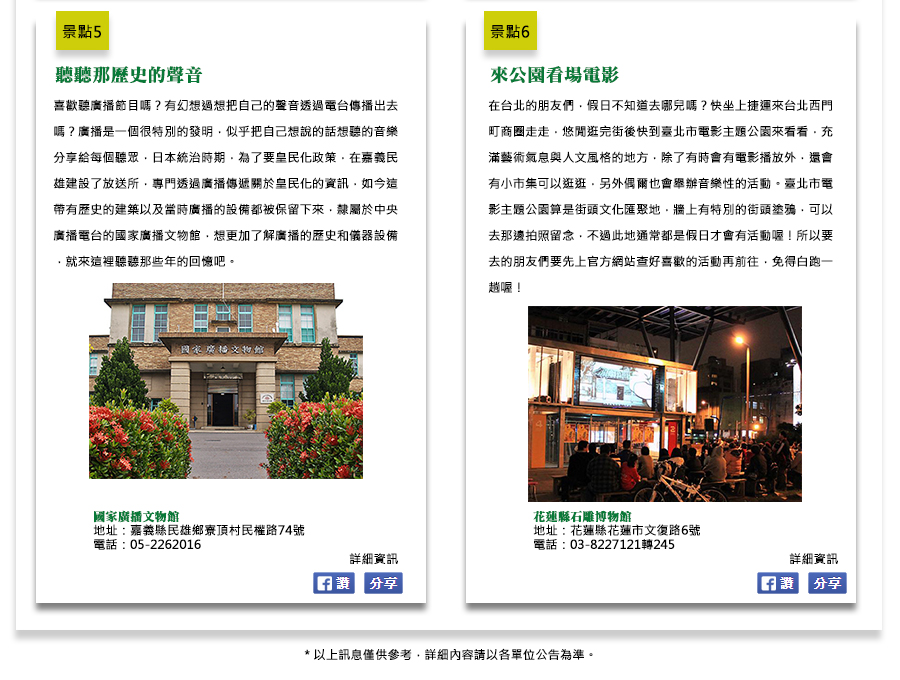 景點5
聽聽那歷史的聲音
喜歡聽廣播節目嗎？有幻想過想把自己的聲音透過電台傳播出去
嗎？廣播是一個很特別的發明，似乎把自己想說的話想聽的音樂
分享給每個聽眾，日本統治時期，為了要皇民化政策，在嘉義民
雄建設了放送所，專門透過廣播傳遞關於皇民化的資訊，如今這
帶有歷史的建築以及當時廣播的設備都被保留下來，隸屬於中央
廣播電台的國家廣播文物館，想更加了解廣播的歷史和儀器設備
，就來這裡聽聽那些年的回憶吧。
國家廣播文物館
國家廣播文物館
地址：嘉義縣民雄鄉寮頂村民權路74號
電話：05-2262016
詳細資訊
讚 分享
景點6
來公園看場電影
在台北的朋友們，假日不知道去哪兒嗎？快坐上捷運來台北西門
町商圈走走，悠閒逛完街後快到臺北市電影主題公園來看看，充
滿藝術氣息與人文風格的地方，除了有時會有電影播放外，還會
有小市集可以逛逛，另外偶爾也會舉辦音樂性的活動。臺北市電
影主題公園算是街頭文化匯聚地，牆上有特別的街頭塗鴉，可以
去那邊拍照留念，不過此地通常都是假日才會有活動喔！所以要
去的朋友們要先上官方網站查好喜歡的活動再前往，免得白跑一
趟喔！
花蓮縣石雕博物館
地址：花蓮縣花蓮市文復路6號
電話：03-8227121轉245
詳細資訊
讚 分享
* 以上訊息僅供參考，詳細內容請以各單位公告為準。